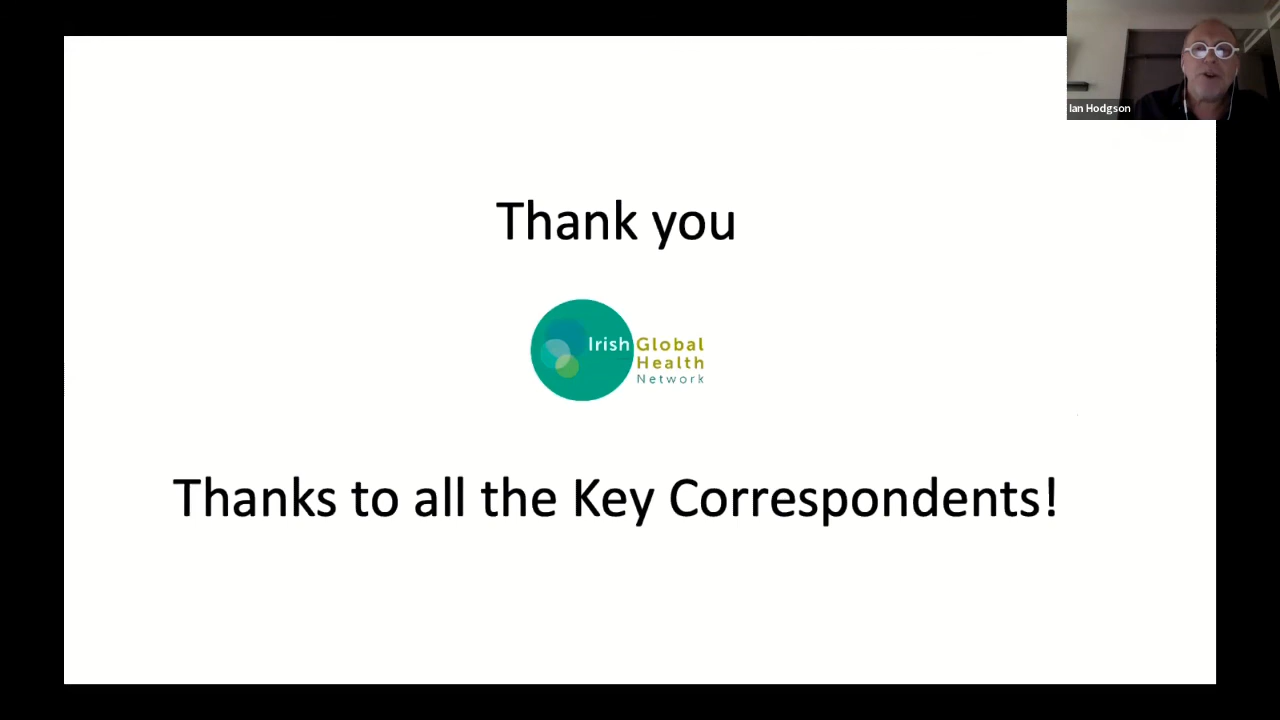 Ian Hodgson
Thank you
Irish Global
Health
Network
Thanks to all the Key Correspondents!